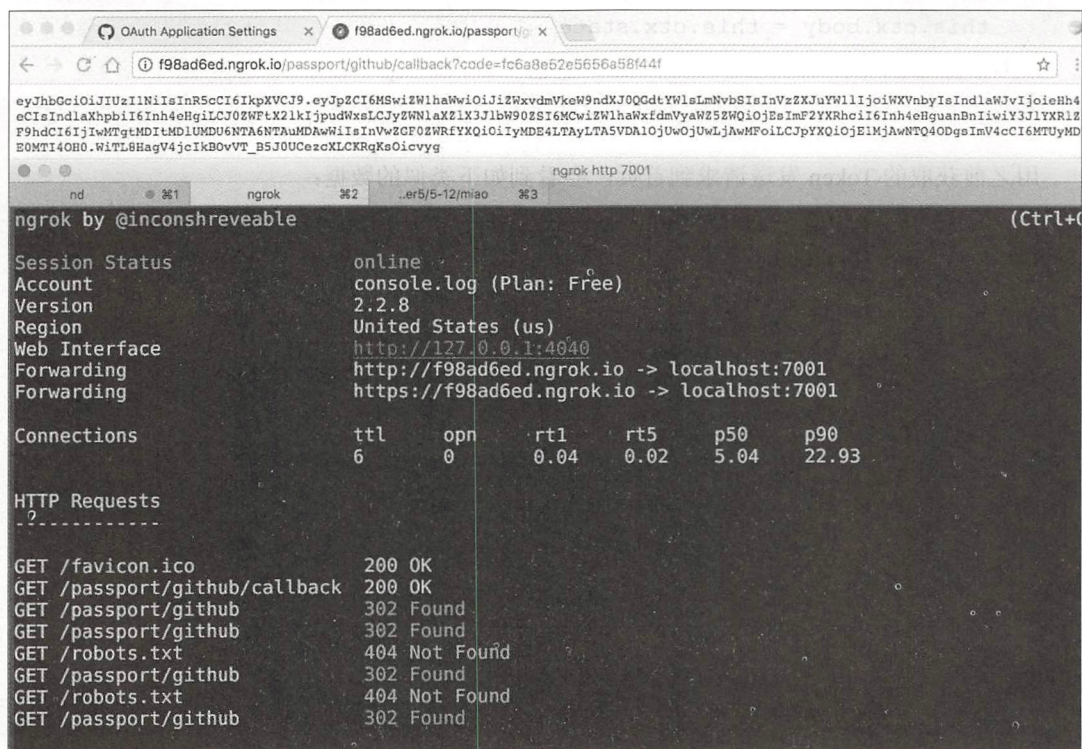 OAuth Application Settings
f98ad6ed.ngrok.io/passport/g
f98ad6ed.ngrok.io/passport/github/callback?code=fc6a8e52e5656a58f44f
ngrok http 7001
nd ⌘1 ngrok ⌘2 ..er5/5-12/miao ⌘3
ngrok by @inconshreveable (Ctrl+C
Session Status online
Account console.log (Plan: Free)
Version 2.2.8
Region United States (us)
Web Interface http://127.0.0.1:4040
Forwarding http://f98ad6ed.ngrok.io -> localhost:7001
Forwarding https://f98ad6ed.ngrok.io -> localhost:7001
Connections ttl opn rt1 rt5 p50 p90
6 0 0.04 0.02 5.04 22.93
HTTP Requests
-------------
GET /favicon.ico 200 OK
GET /passport/github/callback 200 OK
GET /passport/github 302 Found
GET /passport/github 302 Found
GET /robots.txt 404 Not Found
GET /passport/github 302 Found
GET /robots.txt 404 Not Found
GET /passport/github 302 Found